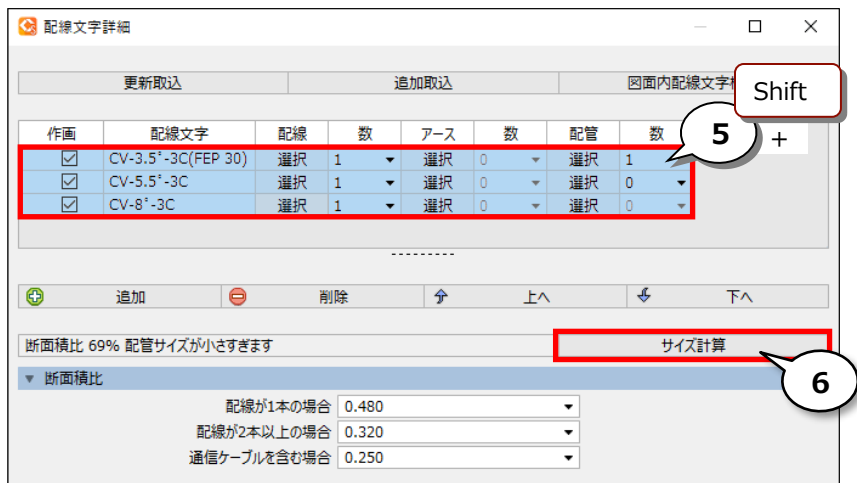 配線文字詳細
更新取込 追加取込 図面内配線文字
Shift
+
5
作画 配線文字 配線 数 アース 数 配管 数
CV-3.5°-3C(FEP 30) 選択 1 選択 0 選択 1
CV-5.5°-3C 選択 1 選択 0 選択 0
CV-8°-3C 選択 1 選択 0 選択 0
追加 削除 上へ 下へ
断面積比 69% 配管サイズが小さすぎます サイズ計算
6
断面積比
配線が1本の場合 0.480
配線が2本以上の場合 0.320
通信ケーブルを含む場合 0.250